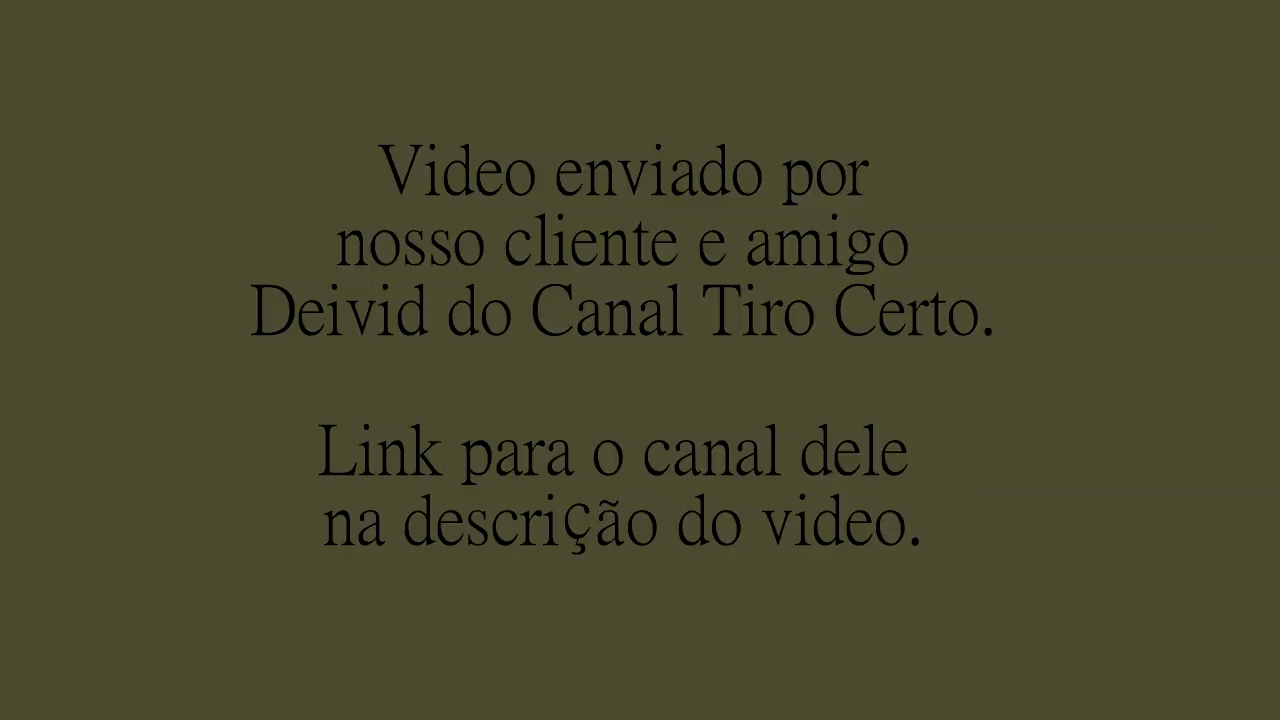 Video enviado por
nosso cliente e amigo
Deivid do Canal Tiro Certo.
Link para o canal dele
na descrição do video.